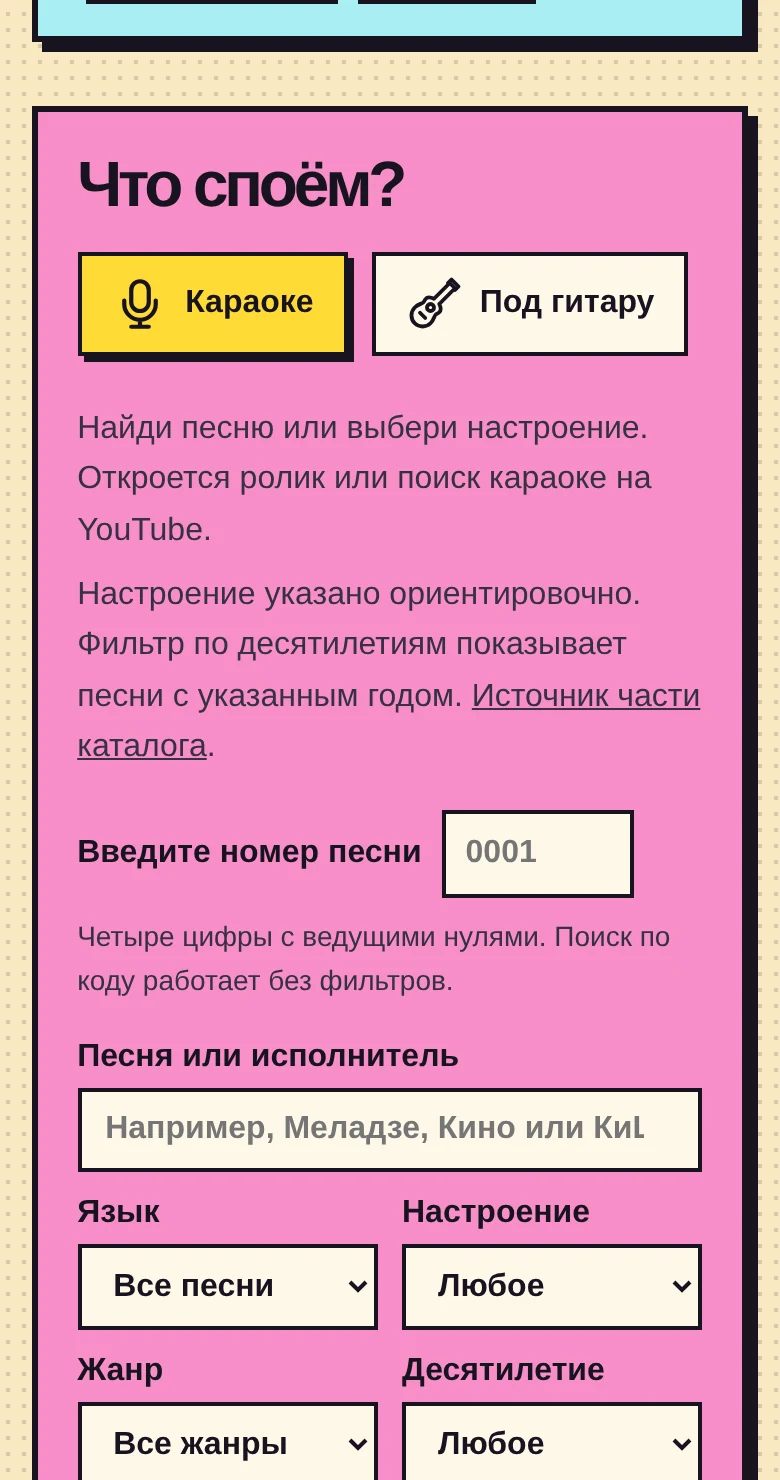 Что споём?
Караоке
Под гитару
Найди песню или выбери настроение.
Откроется ролик или поиск караоке на
YouTube.
Настроение указано ориентировочно.
Фильтр по десятилетиям показывает
песни с указанным годом. Источник части
каталога.
Введите номер песни
0001
Четыре цифры с ведущими нулями. Поиск по
коду работает без фильтров.
Песня или исполнитель
Например, Меладзе, Кино или Ки
Язык
Настроение
Все песни
Любое
Жанр
Десятилетие
Все жанры
Любое